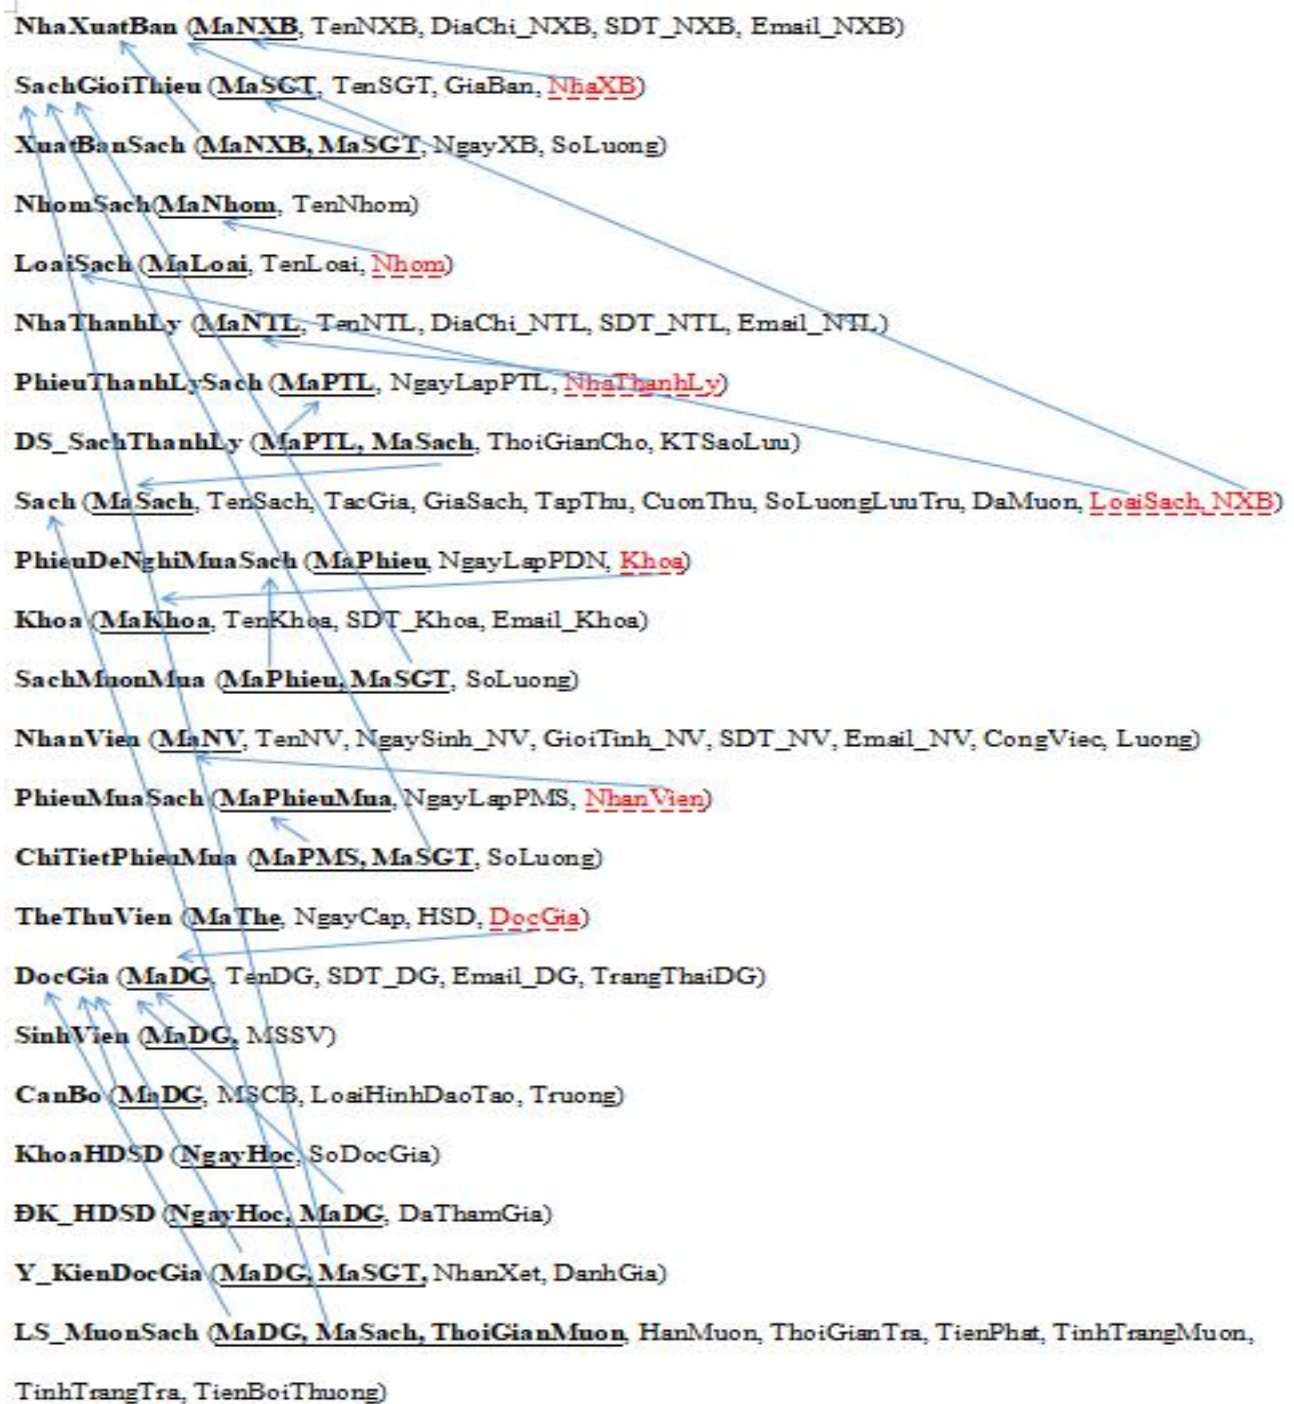 NhaXuatBan (MaNXB, TenNXB, DiaChi_NXB, SDT_NXB, Email_NXB)
SachGioiThieu (MaSGT, TenSGT, GiaBan, NhaXB)
XuatBanSach (MaNXB, MaSGT, NgayXB, SoLuong)
NhomSach(MaNhom, TenNhom)
LoaiSach (MaLoai, TenLoai, Nhom)
NhaThanhLy (MaNTL, TenNTL, DiaChi_NTL, SDT_NTL, Email_NTL)
PhieuThanhLySach (MaPTL, NgayLapPTL, NhaThanhLy)
DS_SachThanhLy (MaPTL, MaSach, ThoiGianCho, KTSaoLuu)
Sach (MaSach, TenSach, TacGia, GiaSach, TapThu, CuonThu, SoLuongLuuTru, DaMuon, LoaiSach, NXB)
PhieuDeNghiMuaSach (MaPhieu, NgayLapPDN, Khoa)
Khoa (MaKhoa, TenKhoa, SDT_Khoa, Email_Khoa)
SachMuonMua (MaPhieu, MaSGT, SoLuong)
NhanVien (MaNV, TenNV, NgaySinh_NV, GioiTinh_NV, SDT_NV, Email_NV, CongViec, Luong)
PhieuMuaSach (MaPhieuMua, NgayLapPMS, NhanVien)
ChiTietPhieuMua (MaPMS, MaSGT, SoLuong)
TheThuVien (MaThe, NgayCap, HSD, DocGia)
DocGia (MaDG, TenDG, SDT_DG, Email_DG, TrangThaiDG)
SinhVien (MaDG, MSSV)
CanBo (MaDG, MSCB, LoaiHinhDaoTao, Truong)
KhoaHDSD (NgayHoc, SoDocGia)
ĐK_HDSD (NgayHoc, MaDG, DaThamGia)
Y_KienDocGia (MaDG, MaSGT, NhanXet, DanhGia)
LS_MuonSach (MaDG, MaSach, ThoiGianMuon, HanMuon, ThoiGianTra, TienPhat, TinhTrangMuon,
TinhTrangTra, TienBoiThuong)